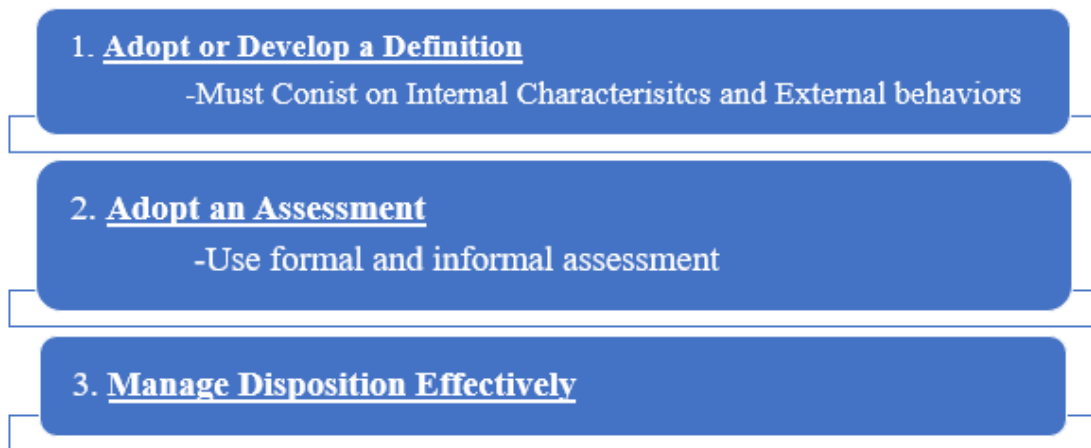 1. Adopt or Develop a Definition
-Must Conist on Internal Characterisitcs and External behaviors
2. Adopt an Assessment
-Use formal and informal assessment
3. Manage Disposition Effectively